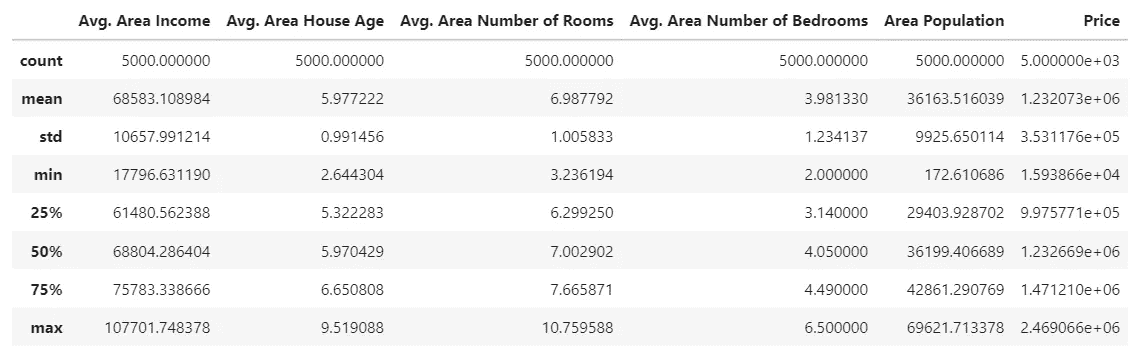 Avg. Area Income Avg. Area House Age Avg. Area Number of Rooms Avg. Area Number of Bedrooms Area Population Price
count 5000.000000 5000.000000 5000.000000 5000.000000 5000.000000 5.000000e+03
mean 68583.108984 5.977222 6.987792 3.981330 36163.516039 1.232073e+06
std 10657.991214 0.991456 1.005833 1.234137 9925.650114 3.531176e+05
min 17796.631190 2.644304 3.236194 2.000000 172.610686 1.593866e+04
25% 61480.562388 5.322283 6.299250 3.140000 29403.928702 9.975771e+05
50% 68804.286404 5.970429 7.002902 4.050000 36199.406689 1.232669e+06
75% 75783.338666 6.650808 7.665871 4.490000 42861.290769 1.471210e+06
max 107701.748378 9.519088 10.759588 6.500000 69621.713378 2.469066e+06